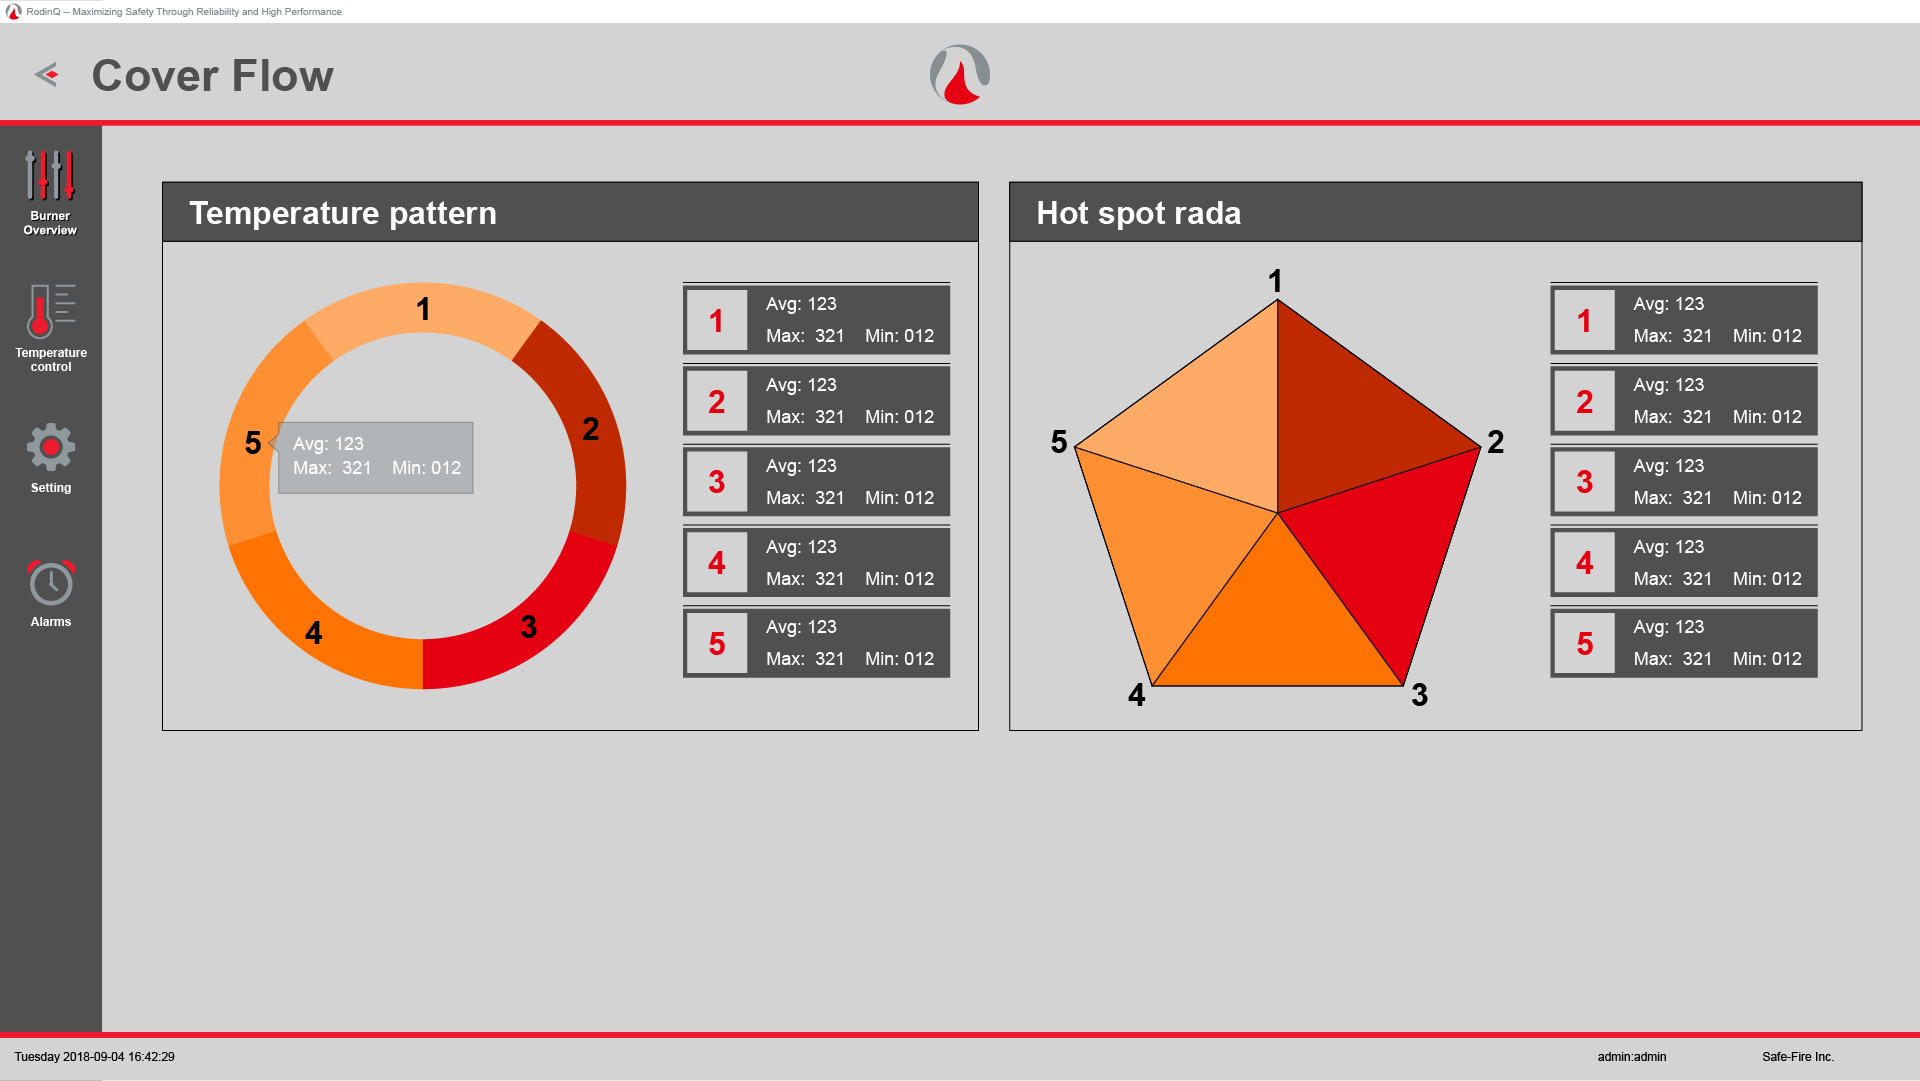 RodinQ -- Maximizing Safety Through Reliability and High Performance
Cover Flow
Burner
Overview
Temperature
control
Setting
Alarms
Temperature pattern
1
2
3
4
5
Avg: 123
Max: 321 Min: 012
1
Avg: 123
Max: 321 Min: 012
2
Avg: 123
Max: 321 Min: 012
3
Avg: 123
Max: 321 Min: 012
4
Avg: 123
Max: 321 Min: 012
5
Avg: 123
Max: 321 Min: 012
Hot spot rada
1
2
3
4
5
1
Avg: 123
Max: 321 Min: 012
2
Avg: 123
Max: 321 Min: 012
3
Avg: 123
Max: 321 Min: 012
4
Avg: 123
Max: 321 Min: 012
5
Avg: 123
Max: 321 Min: 012
Tuesday 2018-09-04 16:42:29
admin:admin
Safe-Fire Inc.